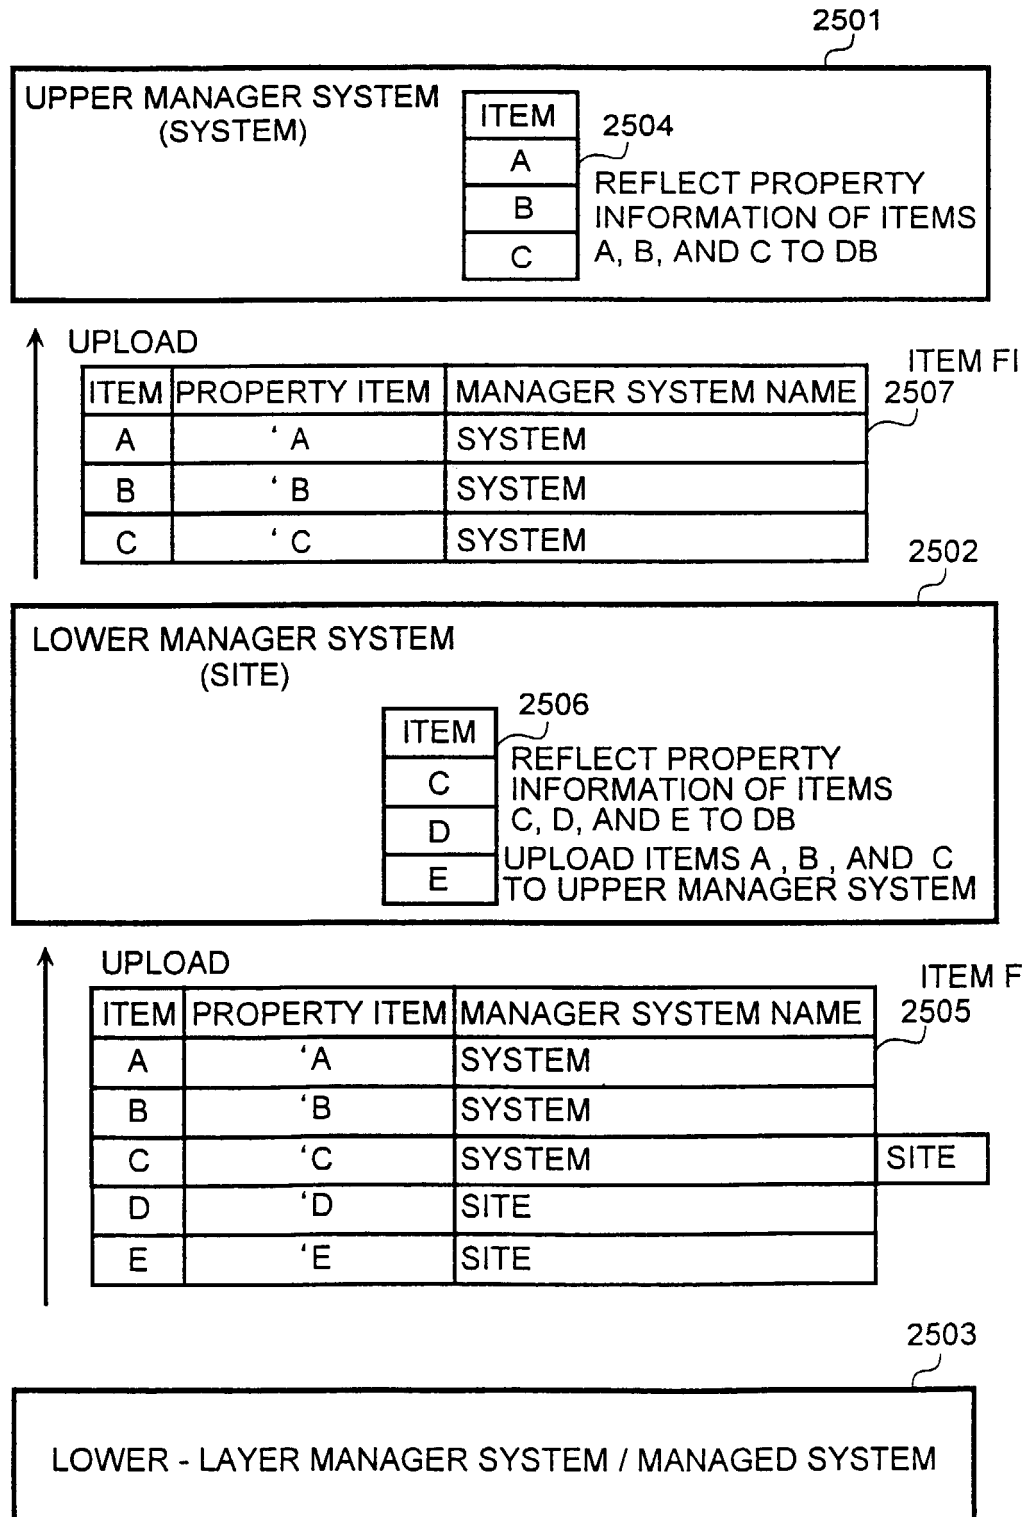 2501
UPPER MANAGER SYSTEM
(SYSTEM)
ITEM
A
B
C
2504
REFLECT PROPERTY
INFORMATION OF ITEMS
A, B, AND C TO DB
UPLOAD
ITEM FI
2507
ITEM PROPERTY ITEM MANAGER SYSTEM NAME
A ‘ A SYSTEM
B ‘ B SYSTEM
C ‘ C SYSTEM
2502
LOWER MANAGER SYSTEM
(SITE)
2506
ITEM
C
D
E
REFLECT PROPERTY
INFORMATION OF ITEMS
C, D, AND E TO DB
UPLOAD ITEMS A , B , AND C
TO UPPER MANAGER SYSTEM
UPLOAD
ITEM F
2505
ITEM PROPERTY ITEM MANAGER SYSTEM NAME
A ‘A SYSTEM
B ‘B SYSTEM
C ‘C SYSTEM SITE
D ‘D SITE
E ‘E SITE
2503
LOWER - LAYER MANAGER SYSTEM / MANAGED SYSTEM